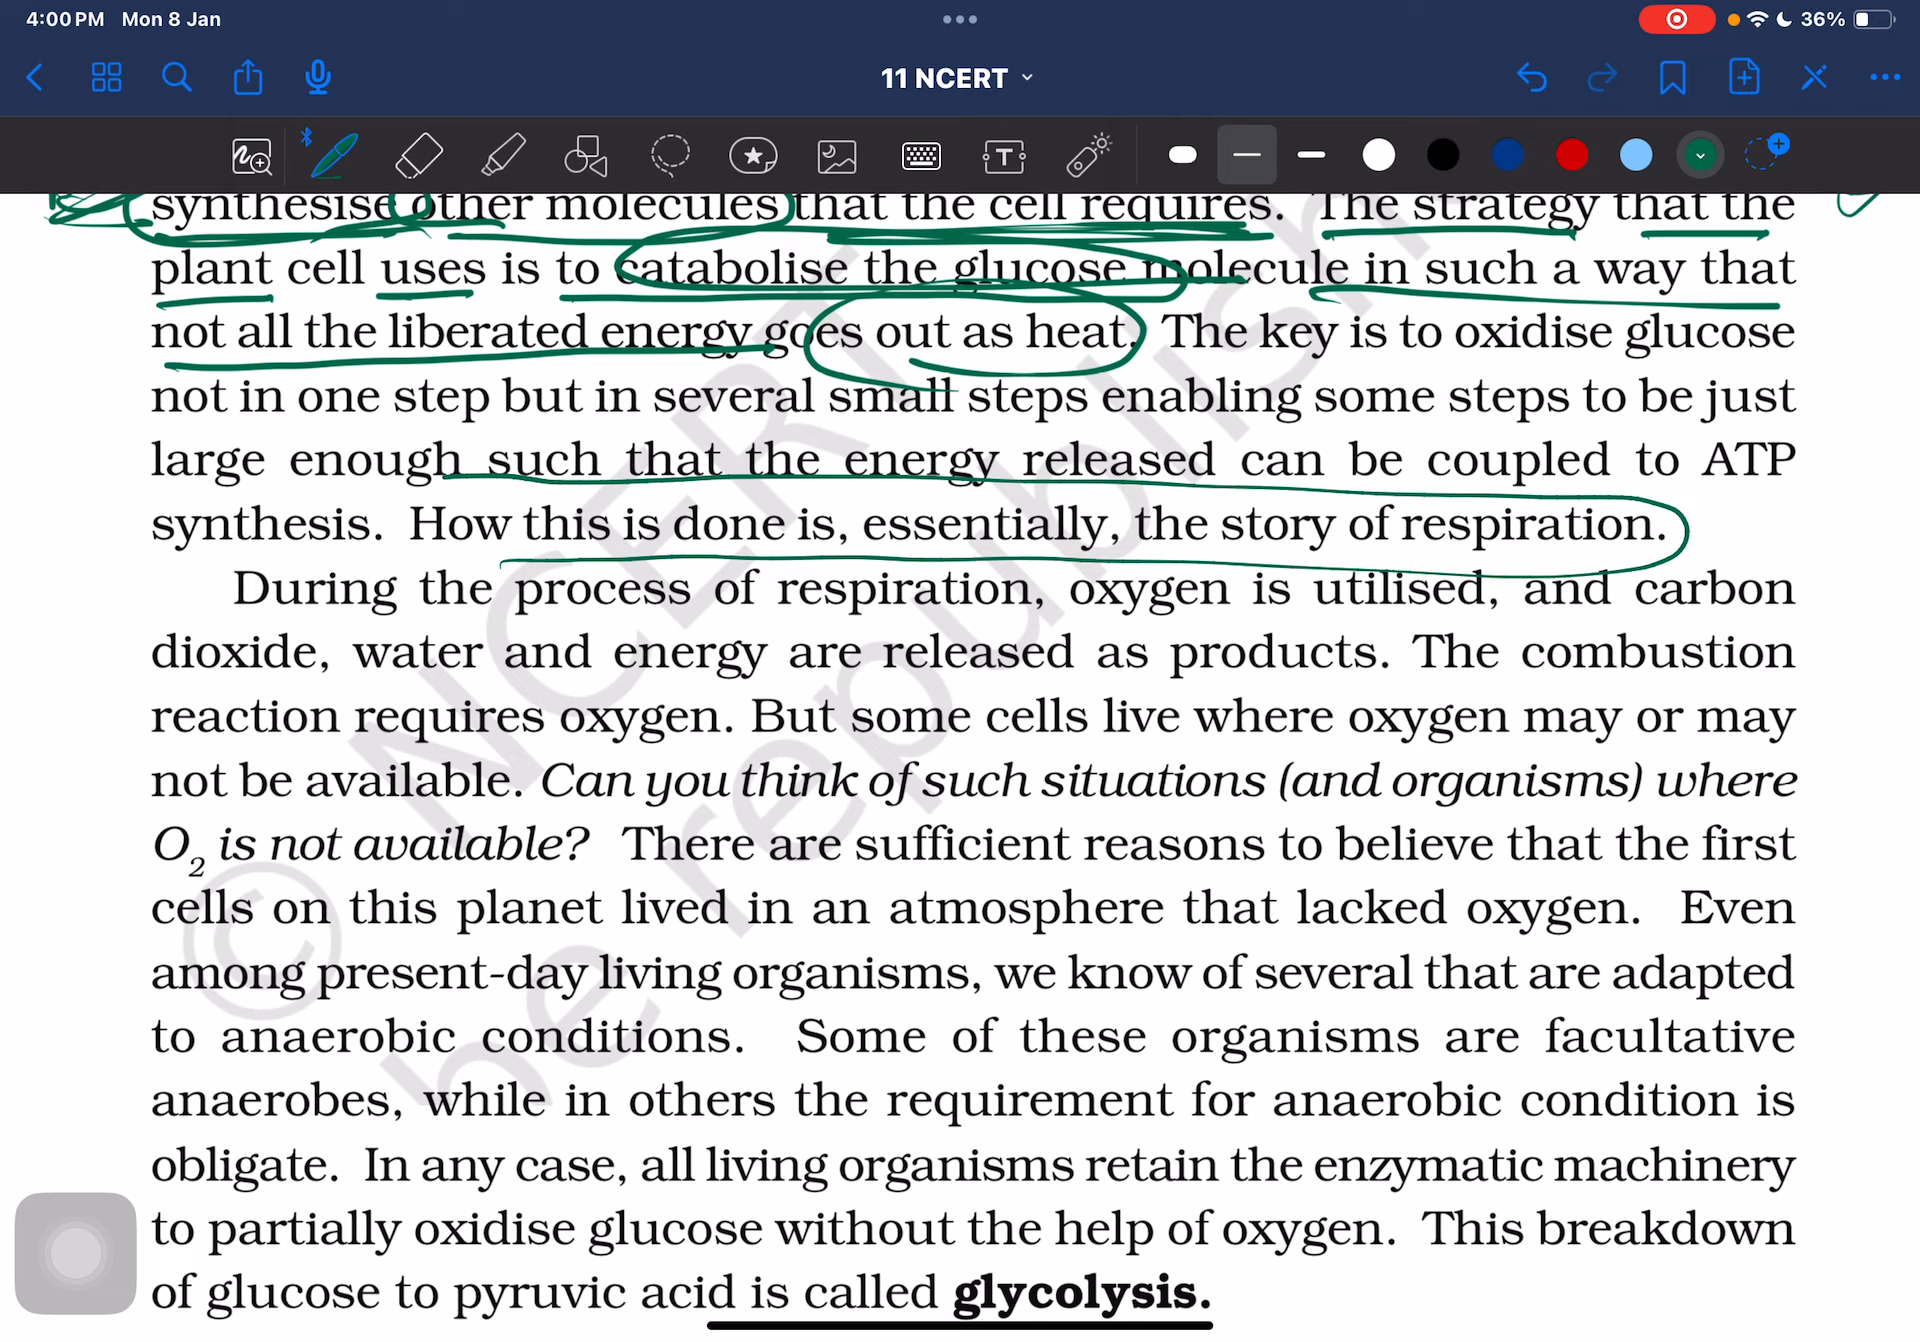 4:00 PM Mon 8 Jan
36%
11 NCERT
synthesise other molecules that the cell requires. The strategy that the
plant cell uses is to catabolise the glucose molecule in such a way that
not all the liberated energy goes out as heat. The key is to oxidise glucose
not in one step but in several small steps enabling some steps to be just
large enough such that the energy released can be coupled to ATP
synthesis. How this is done is, essentially, the story of respiration.
During the process of respiration, oxygen is utilised, and carbon
dioxide, water and energy are released as products. The combustion
reaction requires oxygen. But some cells live where oxygen may or may
not be available. Can you think of such situations (and organisms) where
O2 is not available? There are sufficient reasons to believe that the first
cells on this planet lived in an atmosphere that lacked oxygen. Even
among present-day living organisms, we know of several that are adapted
to anaerobic conditions. Some of these organisms are facultative
anaerobes, while in others the requirement for anaerobic condition is
obligate. In any case, all living organisms retain the enzymatic machinery
to partially oxidise glucose without the help of oxygen. This breakdown
of glucose to pyruvic acid is called glycolysis.
© NCERT
be republish